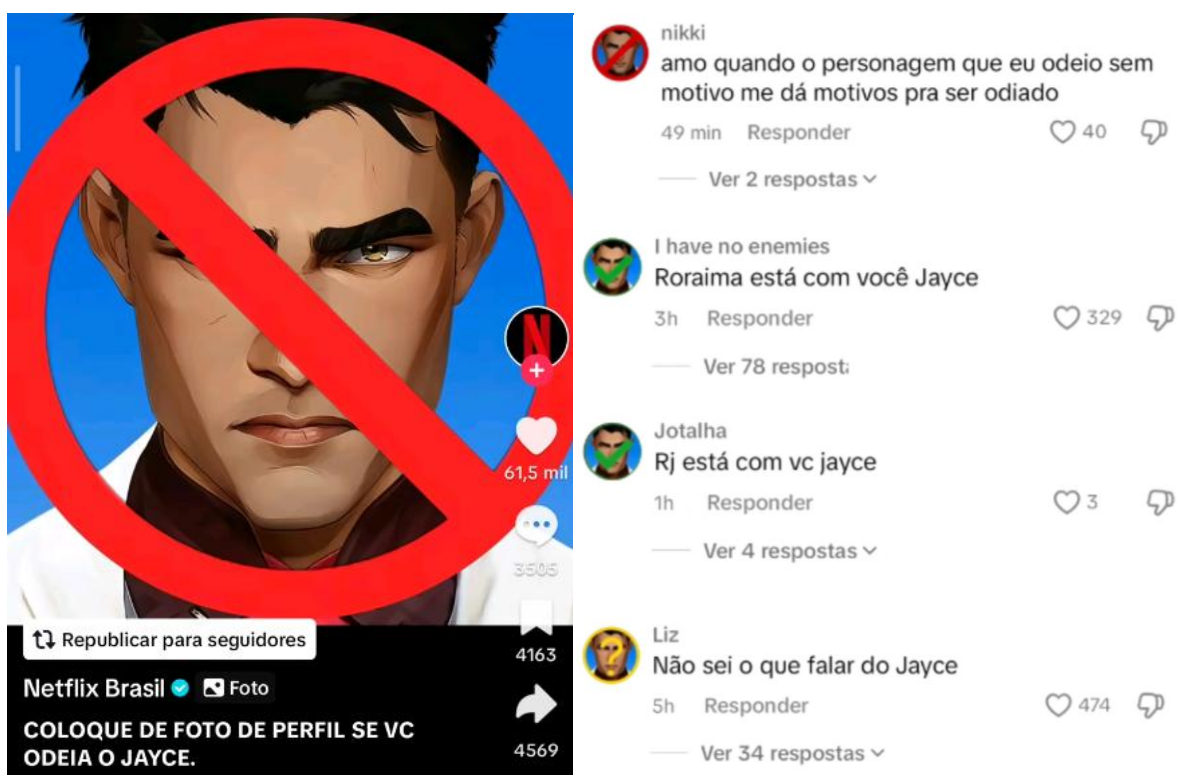 N
61,5 mil
3505
Republicar para seguidores
4163
Netflix Brasil
Foto
COLOQUE DE FOTO DE PERFIL SE VC
ODEIA O JAYCE.
4569
nikki
amo quando o personagem que eu odeio sem
motivo me dá motivos pra ser odiado
49 min Responder 40
Ver 2 respostas
I have no enemies
Roraima está com você Jayce
3h Responder 329
Ver 78 resposta
Jotalha
Rj está com vc jayce
1h Responder 3
Ver 4 respostas
?
Liz
Não sei o que falar do Jayce
5h Responder 474
Ver 34 respostas